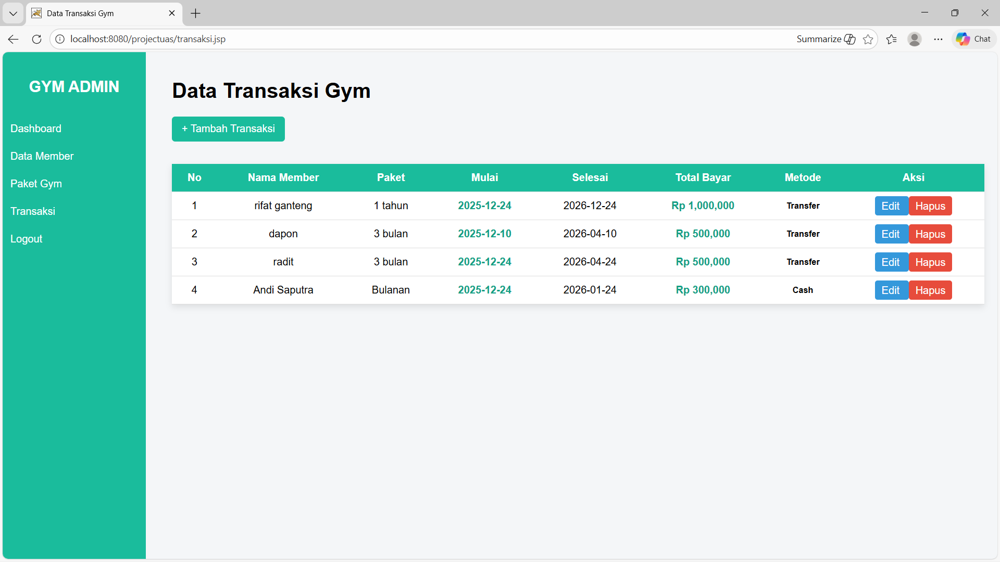 Data Transaksi Gym
localhost:8080/projectuas/transaksi.jsp Summarize Chat
GYM ADMIN
Dashboard
Data Member
Paket Gym
Transaksi
Logout
Data Transaksi Gym
+ Tambah Transaksi
No Nama Member Paket Mulai Selesai Total Bayar Metode Aksi
1 rifat ganteng 1 tahun 2025-12-24 2026-12-24 Rp 1,000,000 Transfer Edit Hapus
2 dapon 3 bulan 2025-12-10 2026-04-10 Rp 500,000 Transfer Edit Hapus
3 radit 3 bulan 2025-12-24 2026-04-24 Rp 500,000 Transfer Edit Hapus
4 Andi Saputra Bulanan 2025-12-24 2026-01-24 Rp 300,000 Cash Edit Hapus